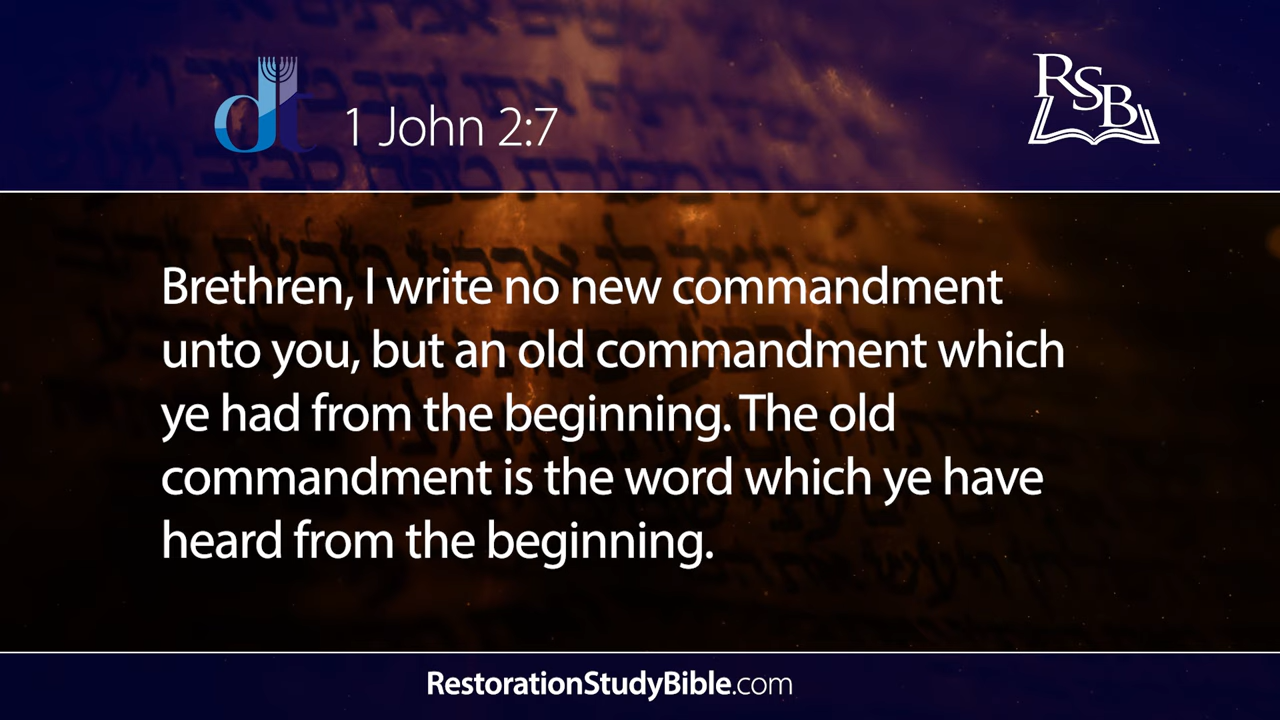 dt 1 John 2:7
RSB
Brethren, I write no new commandment
unto you, but an old commandment which
ye had from the beginning. The old
commandment is the word which ye have
heard from the beginning.
RestorationStudyBible.com